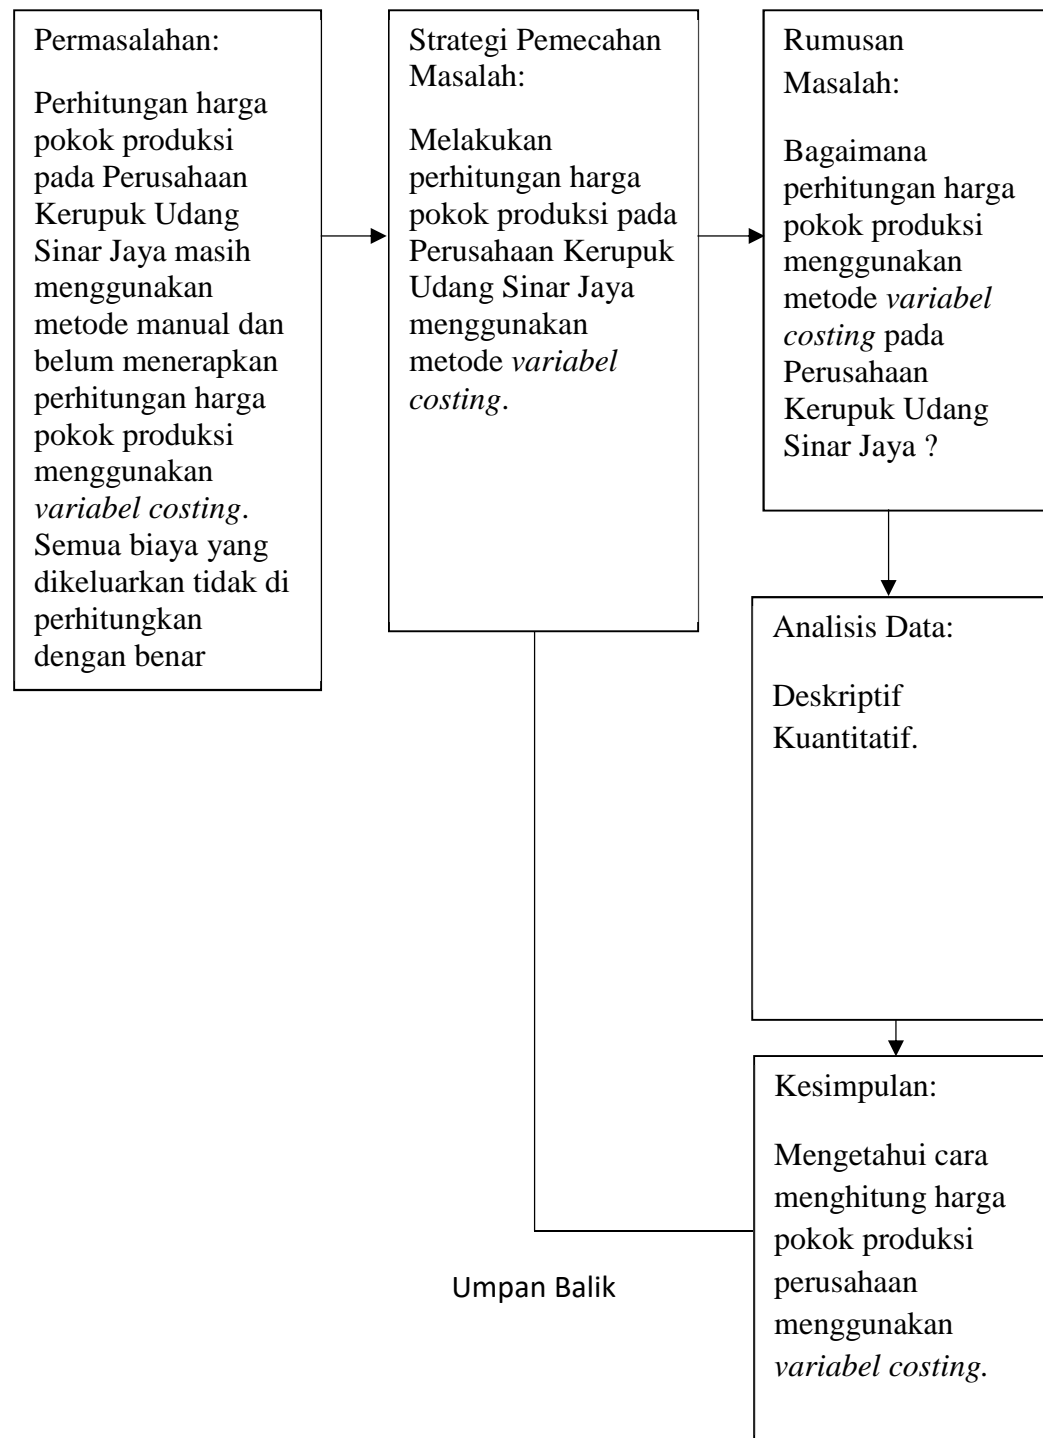 Permasalahan:
Perhitungan harga
pokok produksi
pada Perusahaan
Kerupuk Udang
Sinar Jaya masih
menggunakan
metode manual dan
belum menerapkan
perhitungan harga
pokok produksi
menggunakan
variabel costing.
Semua biaya yang
dikeluarkan tidak di
perhitungkan
dengan benar
Strategi Pemecahan
Masalah:
Melakukan
perhitungan harga
pokok produksi pada
Perusahaan Kerupuk
Udang Sinar Jaya
menggunakan
metode variabel
costing.
Rumusan
Masalah:
Bagaimana
perhitungan harga
pokok produksi
menggunakan
metode variabel
costing pada
Perusahaan
Kerupuk Udang
Sinar Jaya ?
Analisis Data:
Deskriptif
Kuantitatif.
Kesimpulan:
Mengetahui cara
menghitung harga
pokok produksi
perusahaan
menggunakan
variabel costing.
Umpan Balik